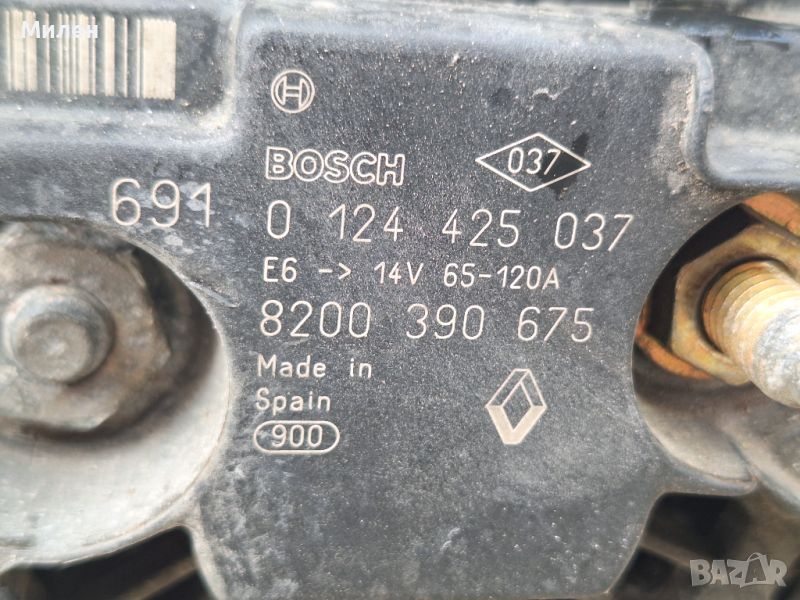 Милен
BOSCH
037
691
0 124 425 037
E6 -> 14V 65-120A
8200 390 675
Made in
Spain
900
BAZAR